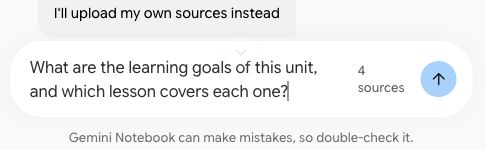 I'll upload my own sources instead
What are the learning goals of this unit,
and which lesson covers each one?
4
sources
Gemini Notebook can make mistakes, so double-check it.